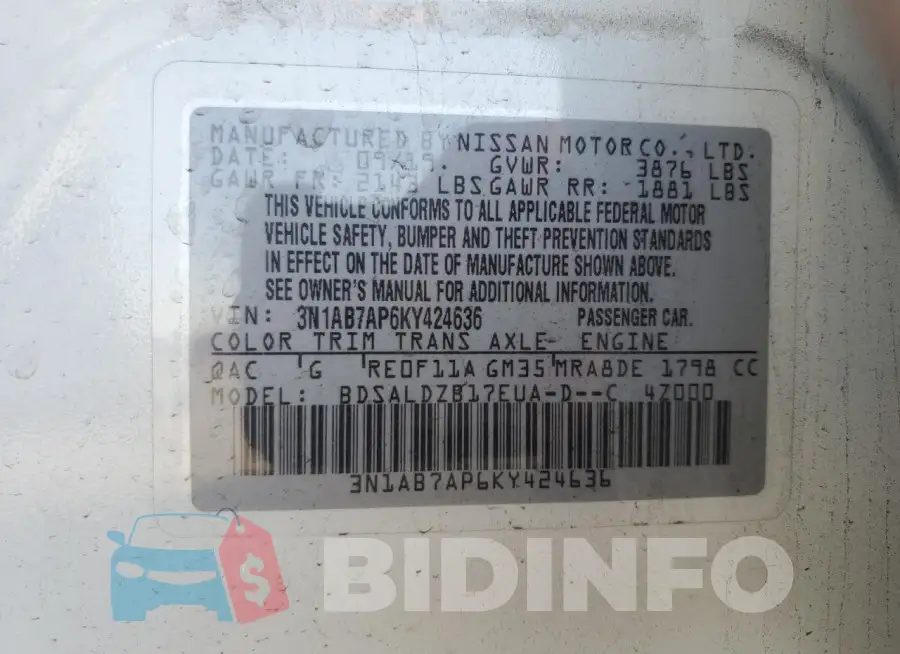 MANUFACTURED BY NISSAN MOTOR CO., LTD.
DATE: 09/19. GVWR: 3876 LBS
GAWR FR: 2143 LBS GAWR RR: 1881 LBS
THIS VEHICLE CONFORMS TO ALL APPLICABLE FEDERAL MOTOR
VEHICLE SAFETY, BUMPER AND THEFT PREVENTION STANDARDS
IN EFFECT ON THE DATE OF MANUFACTURE SHOWN ABOVE.
SEE OWNER'S MANUAL FOR ADDITIONAL INFORMATION.
VIN: 3N1AB7AP6KY424636 PASSENGER CAR.
COLOR TRIM TRANS AXLE- ENGINE
QAC G RE0F11A GM35 MRA8DE 1798 CC
MODEL: BDSALDZB17EUA-D--C 4Z000
3N1AB7AP6KY424636
$ BIDINFO